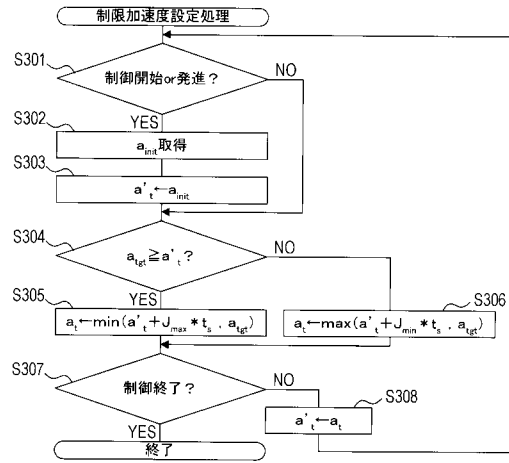 制限加速度設定処理
S301
制御開始or発進？
NO
YES
S302
a_init取得
S303
a'_t←a_init
S304
a_tgt≧a'_t？
NO
YES
S305
a_t←min(a'_t+J_max*t_s , a_tgt)
S306
a_t←max(a'_t+J_min*t_s , a_tgt)
S307
制御終了？
NO
YES
S308
a'_t←a_t
終了